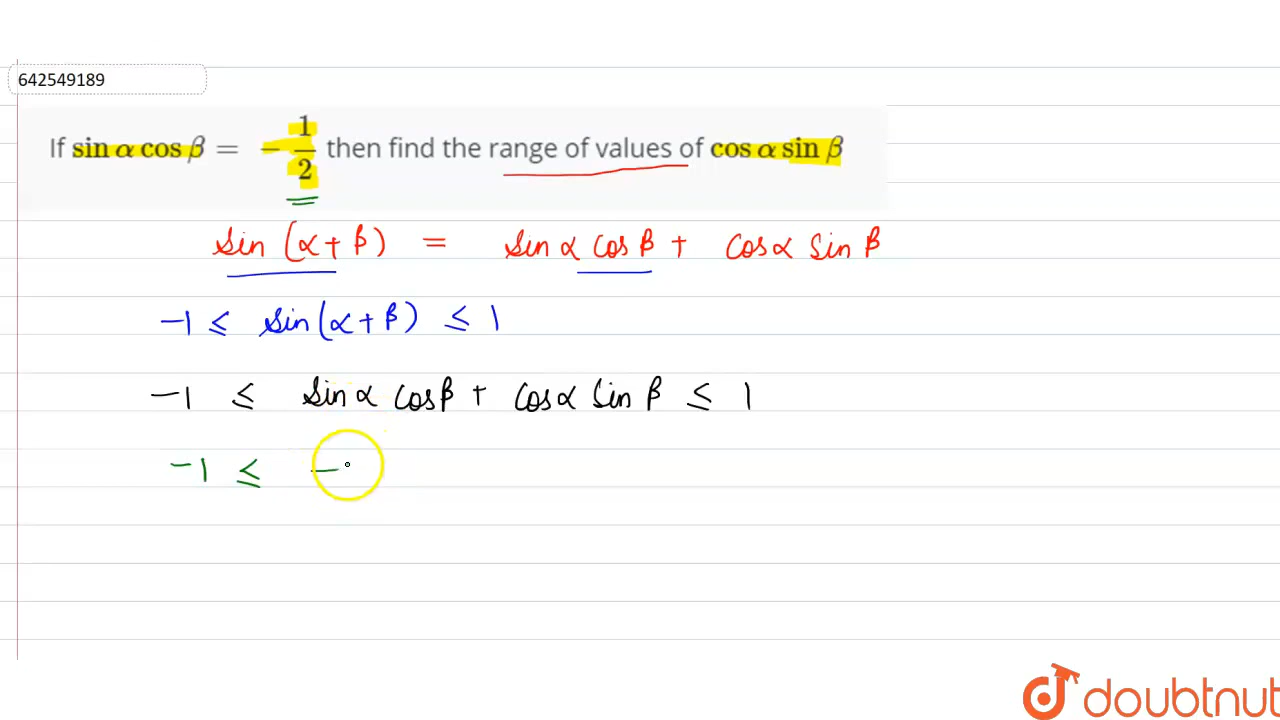 642549189
If sin α cos β = − 1/2 then find the range of values of cos α sin β
sin (α + β) = sin α cos β + cos α sin β
−1 ≤ sin(α + β) ≤ 1
−1 ≤ sin α cos β + cos α sin β ≤ 1
−1 ≤ −
doubtnut